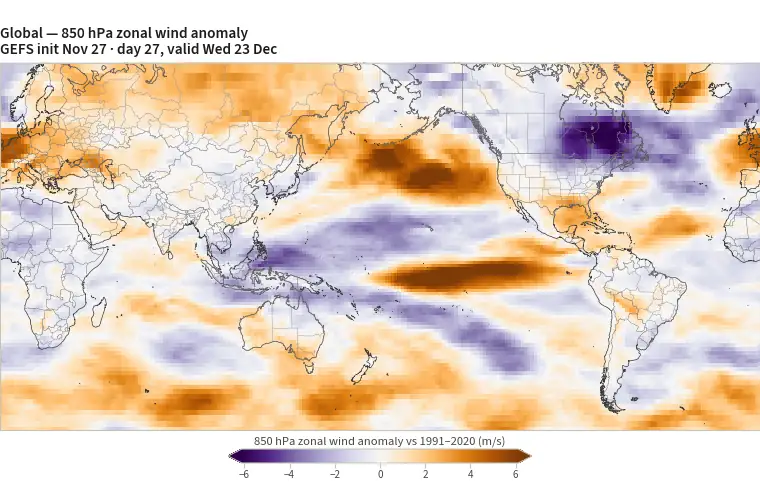 Global — 850 hPa zonal wind anomaly
GEFS init Nov 27 · day 27, valid Wed 23 Dec
850 hPa zonal wind anomaly vs 1991–2020 (m/s)
−6 −4 −2 0 2 4 6